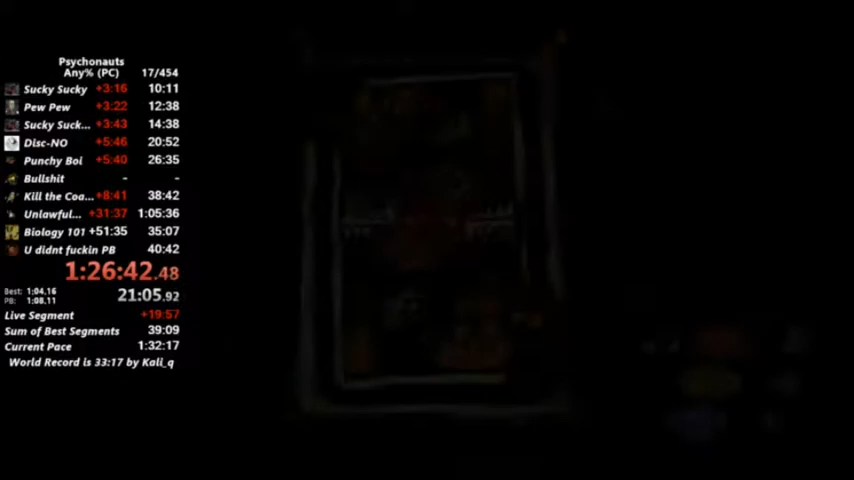 Psychonauts
Any% (PC) 17/454
Sucky Sucky +3:16 10:11
Pew Pew +3:22 12:38
Sucky Suck... +3:43 14:38
Disc-NO +5:46 20:52
Punchy Boi +5:40 26:35
Bullshit - -
Kill the Coa... +8:41 38:42
Unlawful... +31:37 1:05:36
Biology 101 +51:35 35:07
U didnt fuckin PB 40:42
1:26:42.48
Best: 1:04.16
PB: 1:08.11
21:05.92
Live Segment +19:57
Sum of Best Segments 39:09
Current Pace 1:32:17
World Record is 33:17 by Kali_q